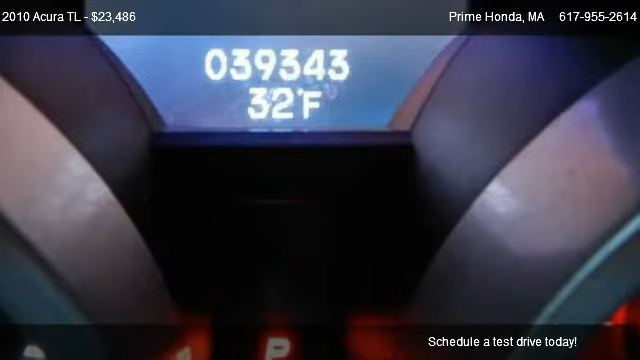 2010 Acura TL - $23,486
Prime Honda, MA 617-955-2614
039343
32°F
P
Schedule a test drive today!